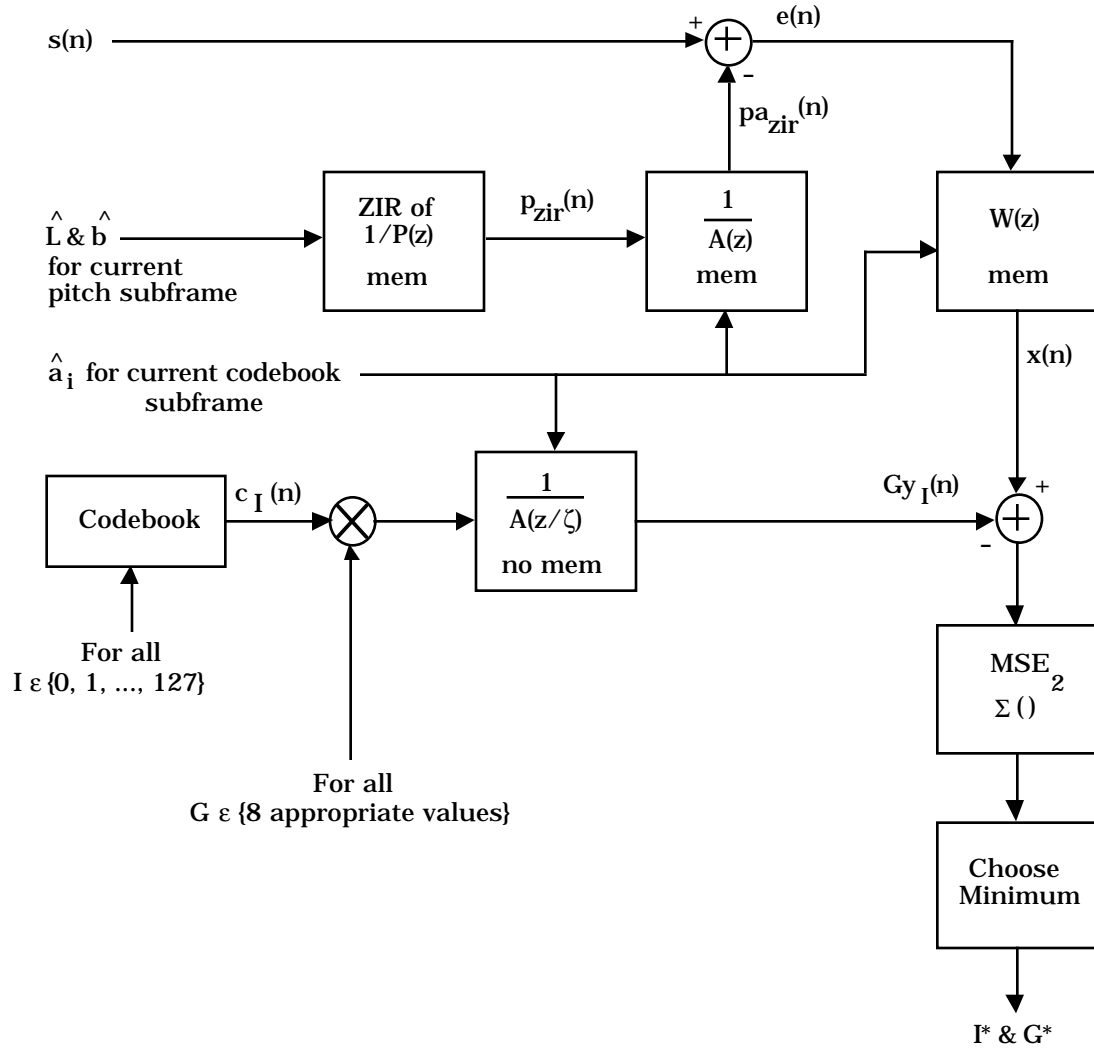 s(n)
+
+
e(n)
-
pa_zir(n)
ZIR of
1/P(z)
mem
p_zir(n)
1
A(z)
mem
W(z)
mem
L̂ & b̂
for current
pitch subframe
x(n)
â_i for current codebook
subframe
Codebook
c_I(n)
1
A(z/ζ)
no mem
Gy_I(n)
+
+
-
For all
I ε {0, 1, ..., 127}
For all
G ε {8 appropriate values}
MSE
Σ ( )²
Choose
Minimum
I* & G*